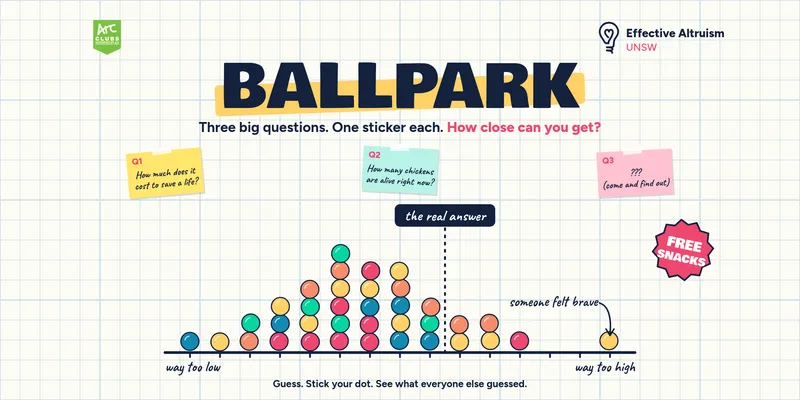 Arc
CLUBS
Effective Altruism
UNSW
BALLPARK
Three big questions. One sticker each. How close can you get?
Q1
How much does it
cost to save a life?
Q2
How many chickens
are alive right now?
Q3
???
(come and find out)
the real answer
FREE
SNACKS
someone felt brave
way too low
way too high
Guess. Stick your dot. See what everyone else guessed.